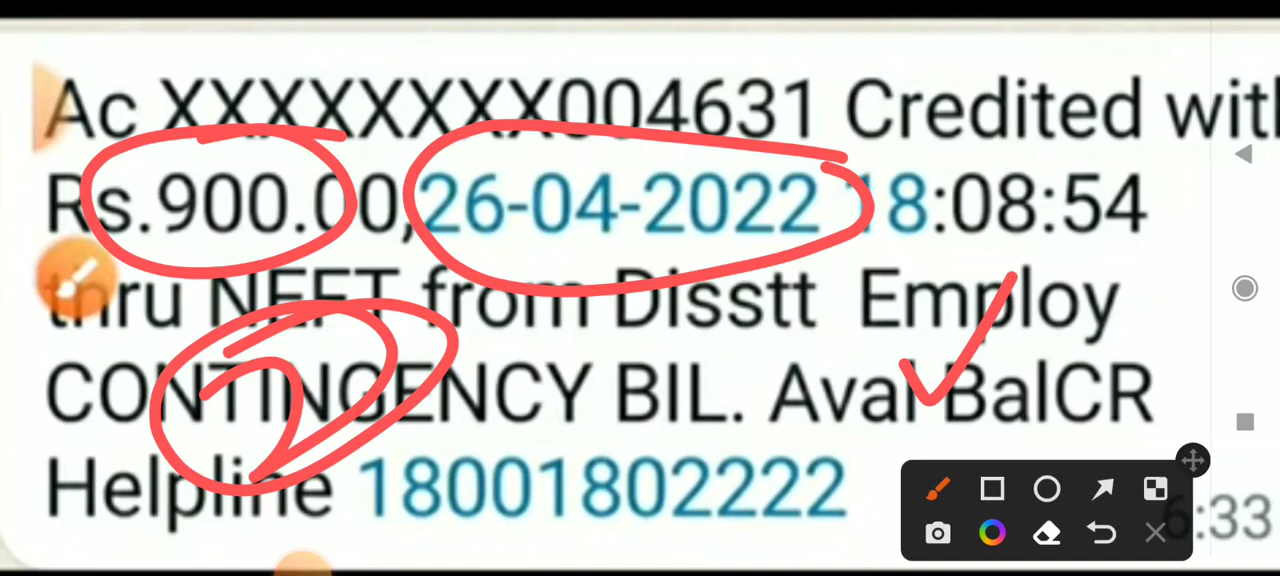 Ac XXXXXXXX004631 Credited with
Rs.900.00,26-04-2022 18:08:54
thru NEFT from Disstt Employ
CONTINGENCY BIL. Aval BalCR
Helpline 18001802222
6:33